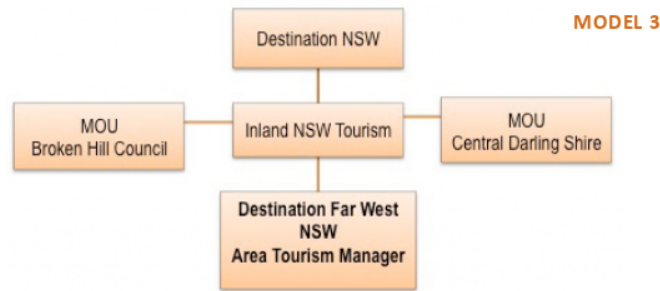 MODEL 3
Destination NSW
MOU
Broken Hill Council
Inland NSW Tourism
MOU
Central Darling Shire
Destination Far West
NSW
Area Tourism Manager